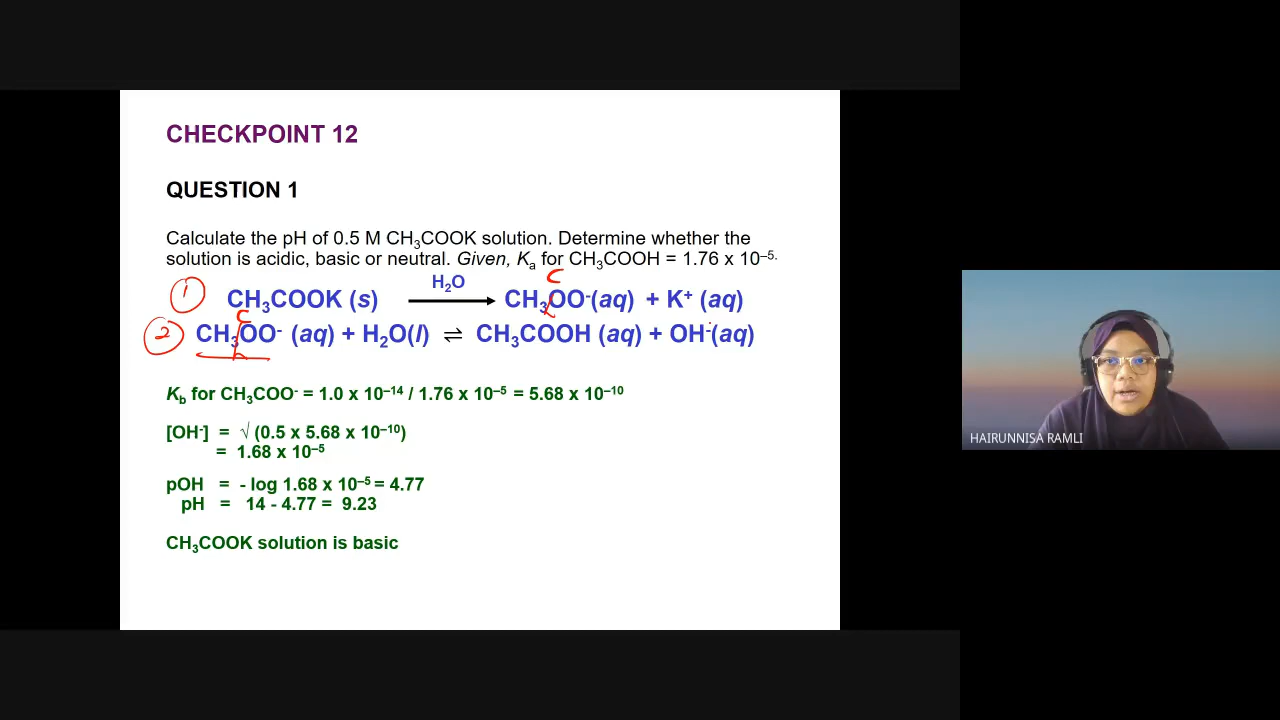 CHECKPOINT 12
QUESTION 1
Calculate the pH of 0.5 M CH₃COOK solution. Determine whether the
solution is acidic, basic or neutral. Given, Kₐ for CH₃COOH = 1.76 x 10⁻⁵.
C
H₂O
1 CH₃COOK (s) → CH₃OO⁻(aq) + K⁺ (aq)
C
2 CH₃OO⁻ (aq) + H₂O(l) ⇌ CH₃COOH (aq) + OH⁻(aq)
b
K_b for CH₃COO⁻ = 1.0 x 10⁻¹⁴ / 1.76 x 10⁻⁵ = 5.68 x 10⁻¹⁰
[OH⁻] = √ (0.5 x 5.68 x 10⁻¹⁰)
= 1.68 x 10⁻⁵
pOH = - log 1.68 x 10⁻⁵ = 4.77
pH = 14 - 4.77 = 9.23
CH₃COOK solution is basic
HAIRUNNISA RAMLI